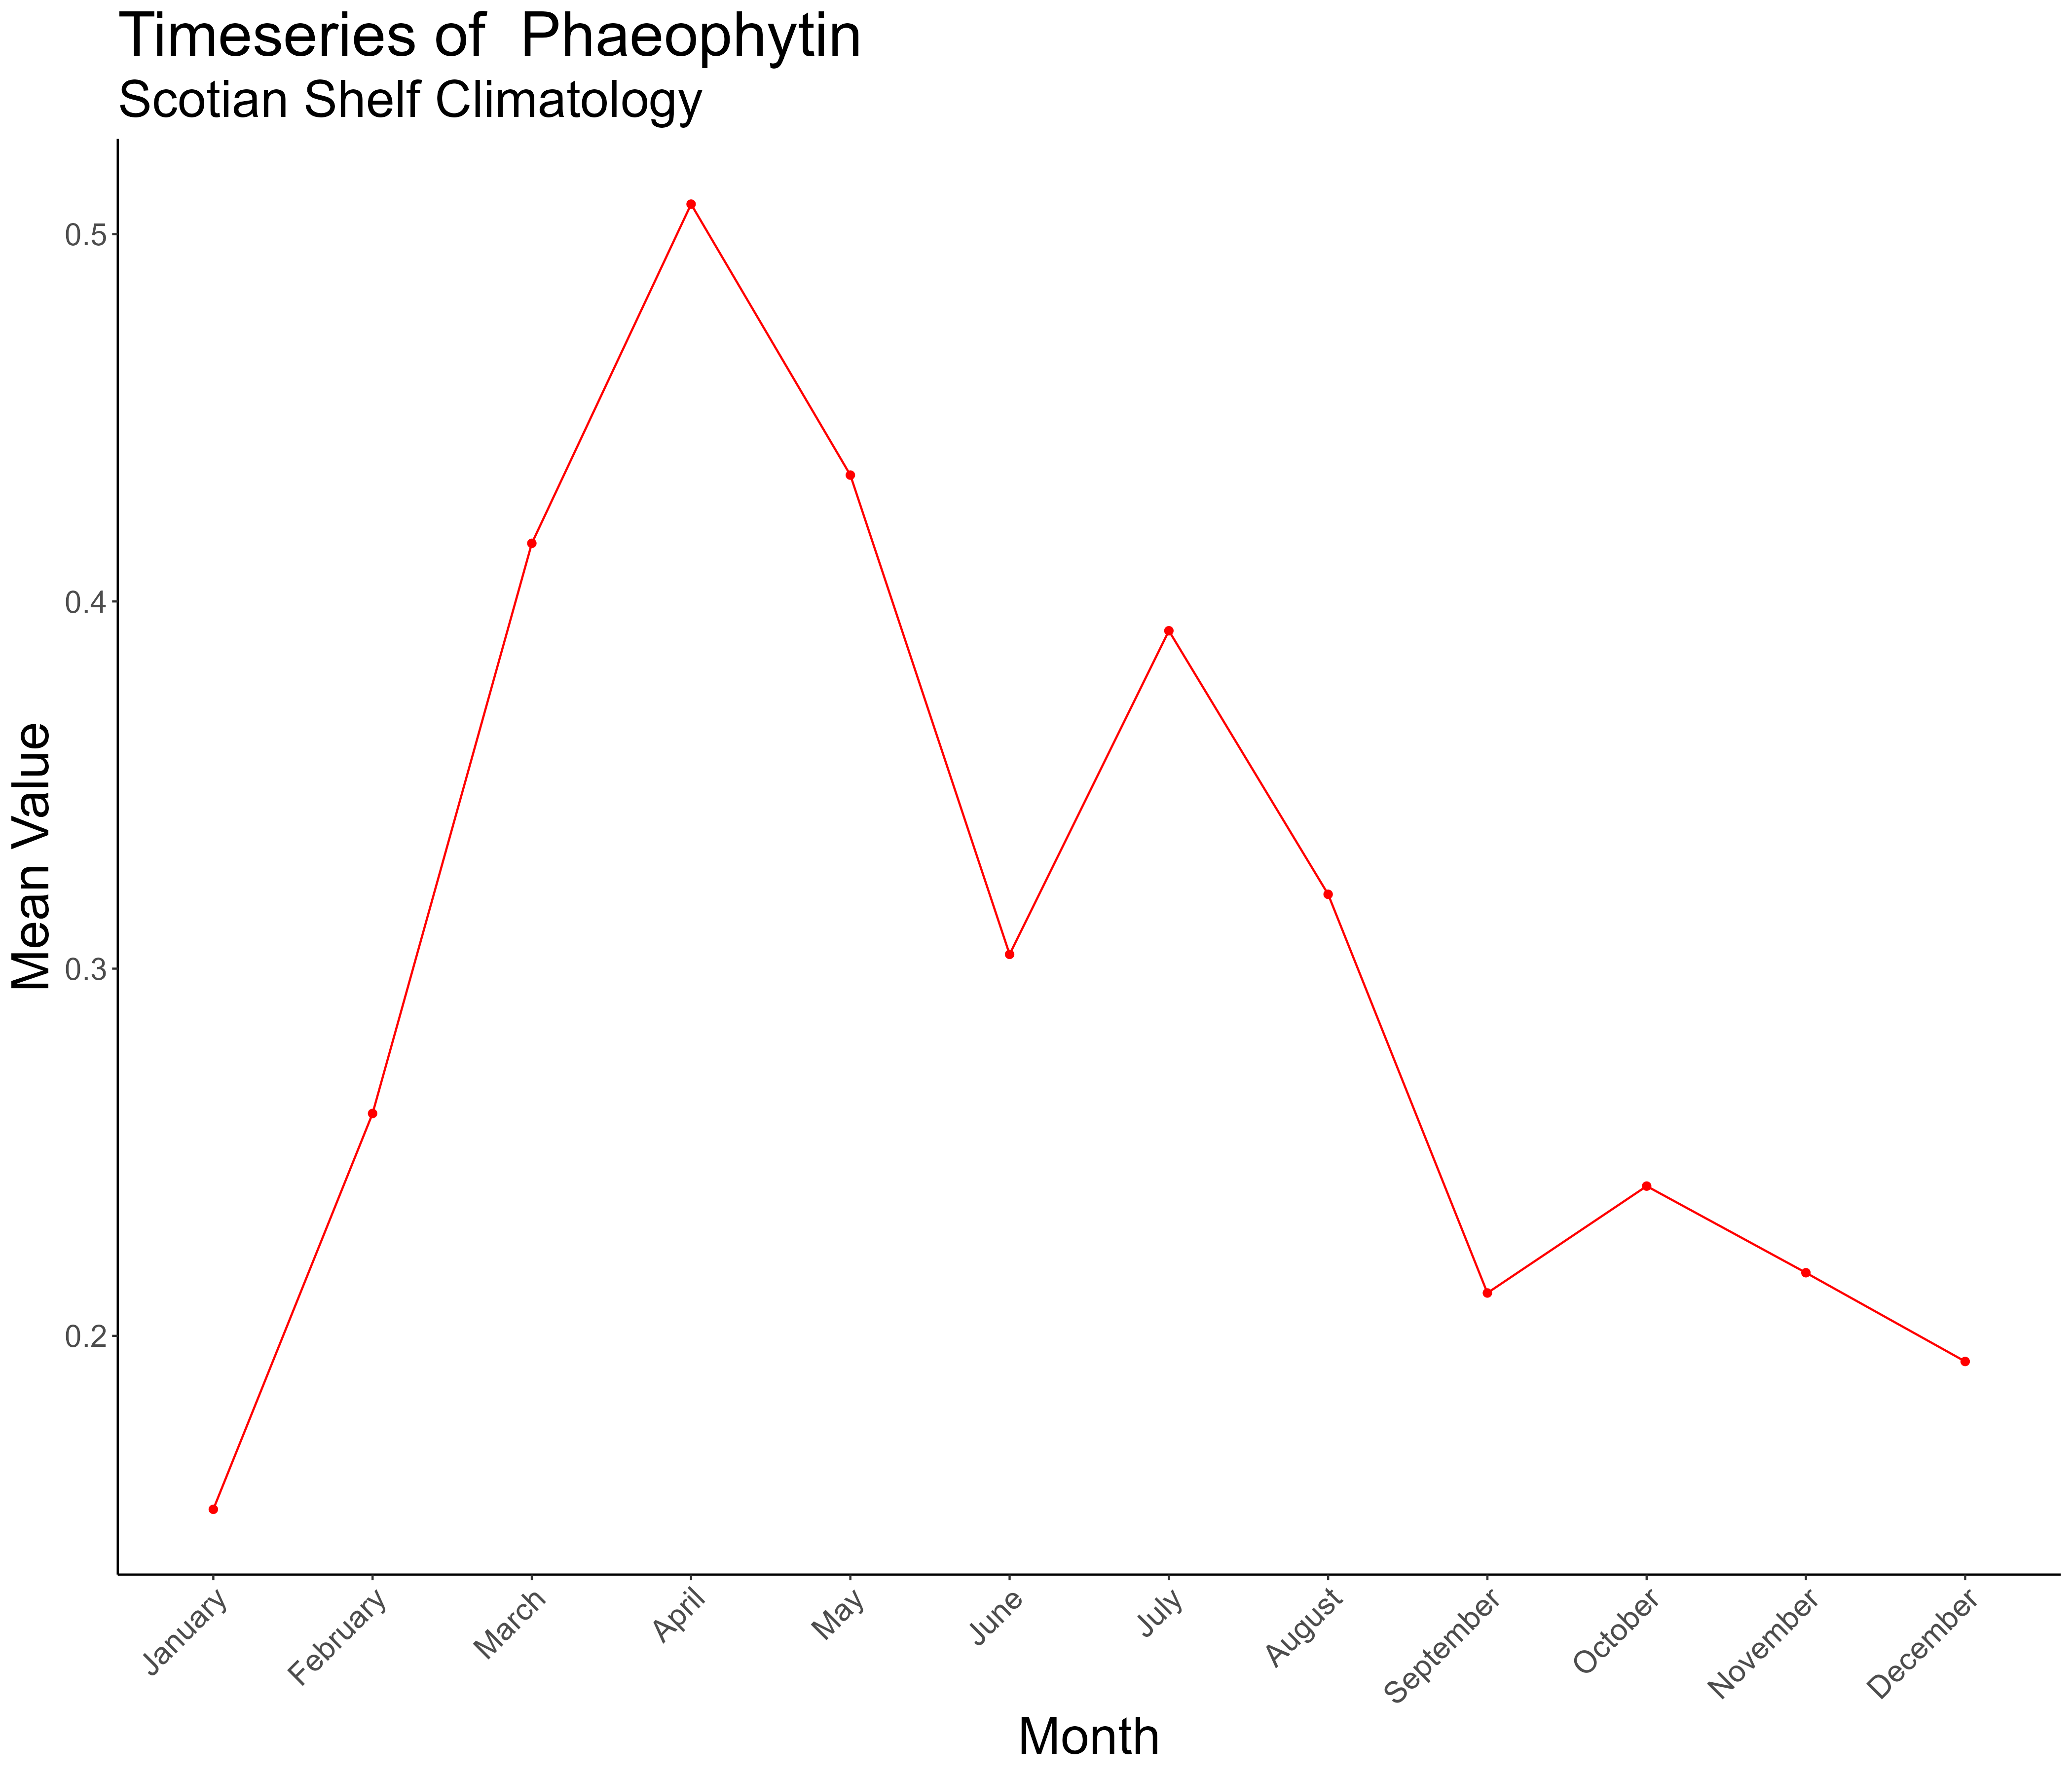 Timeseries of  Phaeophytin
Scotian Shelf Climatology
Mean Value
0.5
0.4
0.3
0.2
January
February
March
April
May
June
July
August
September
October
November
December
Month